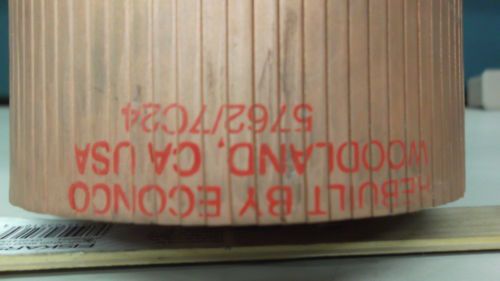 REBUILT BY ECONCO
WOODLAND, CA USA
5762/7C24